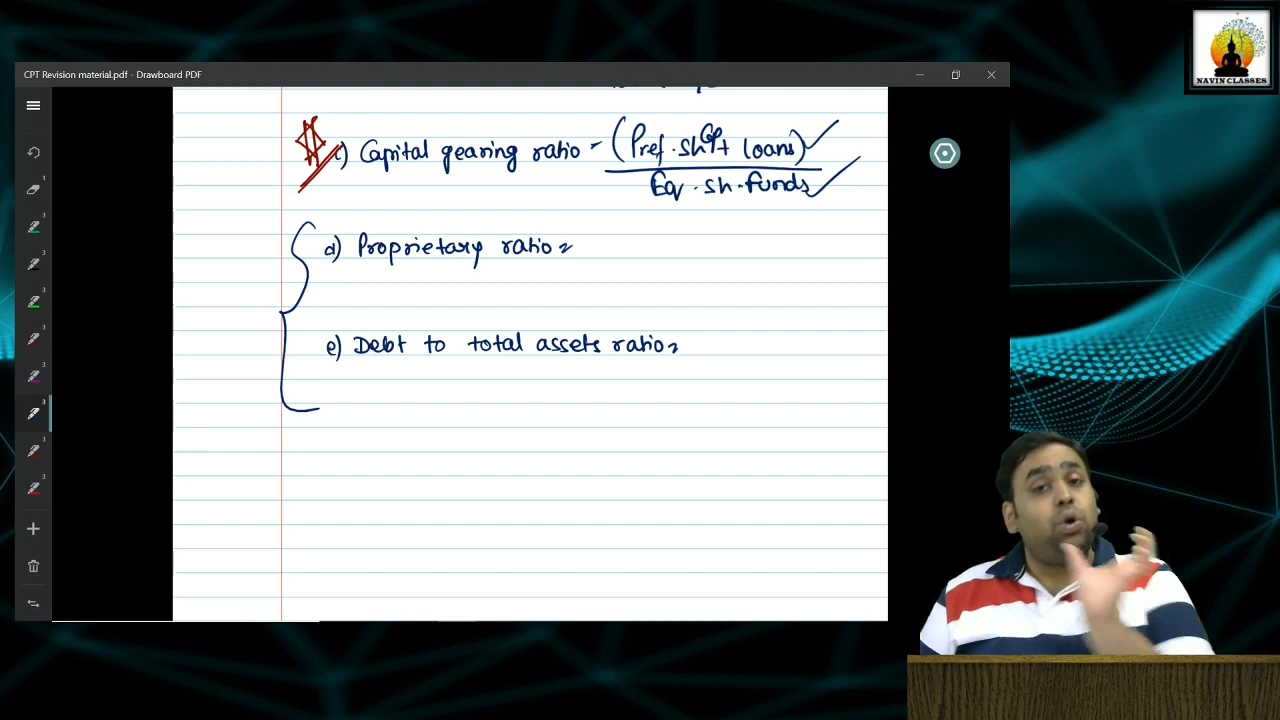 NAVIN CLASSES
CPT Revision material.pdf - Drawboard PDF
c) Capital gearing ratio = (Pref. sh cap + loans)
Eq. sh. funds
d) Proprietary ratio =
e) Debt to total assets ratio =